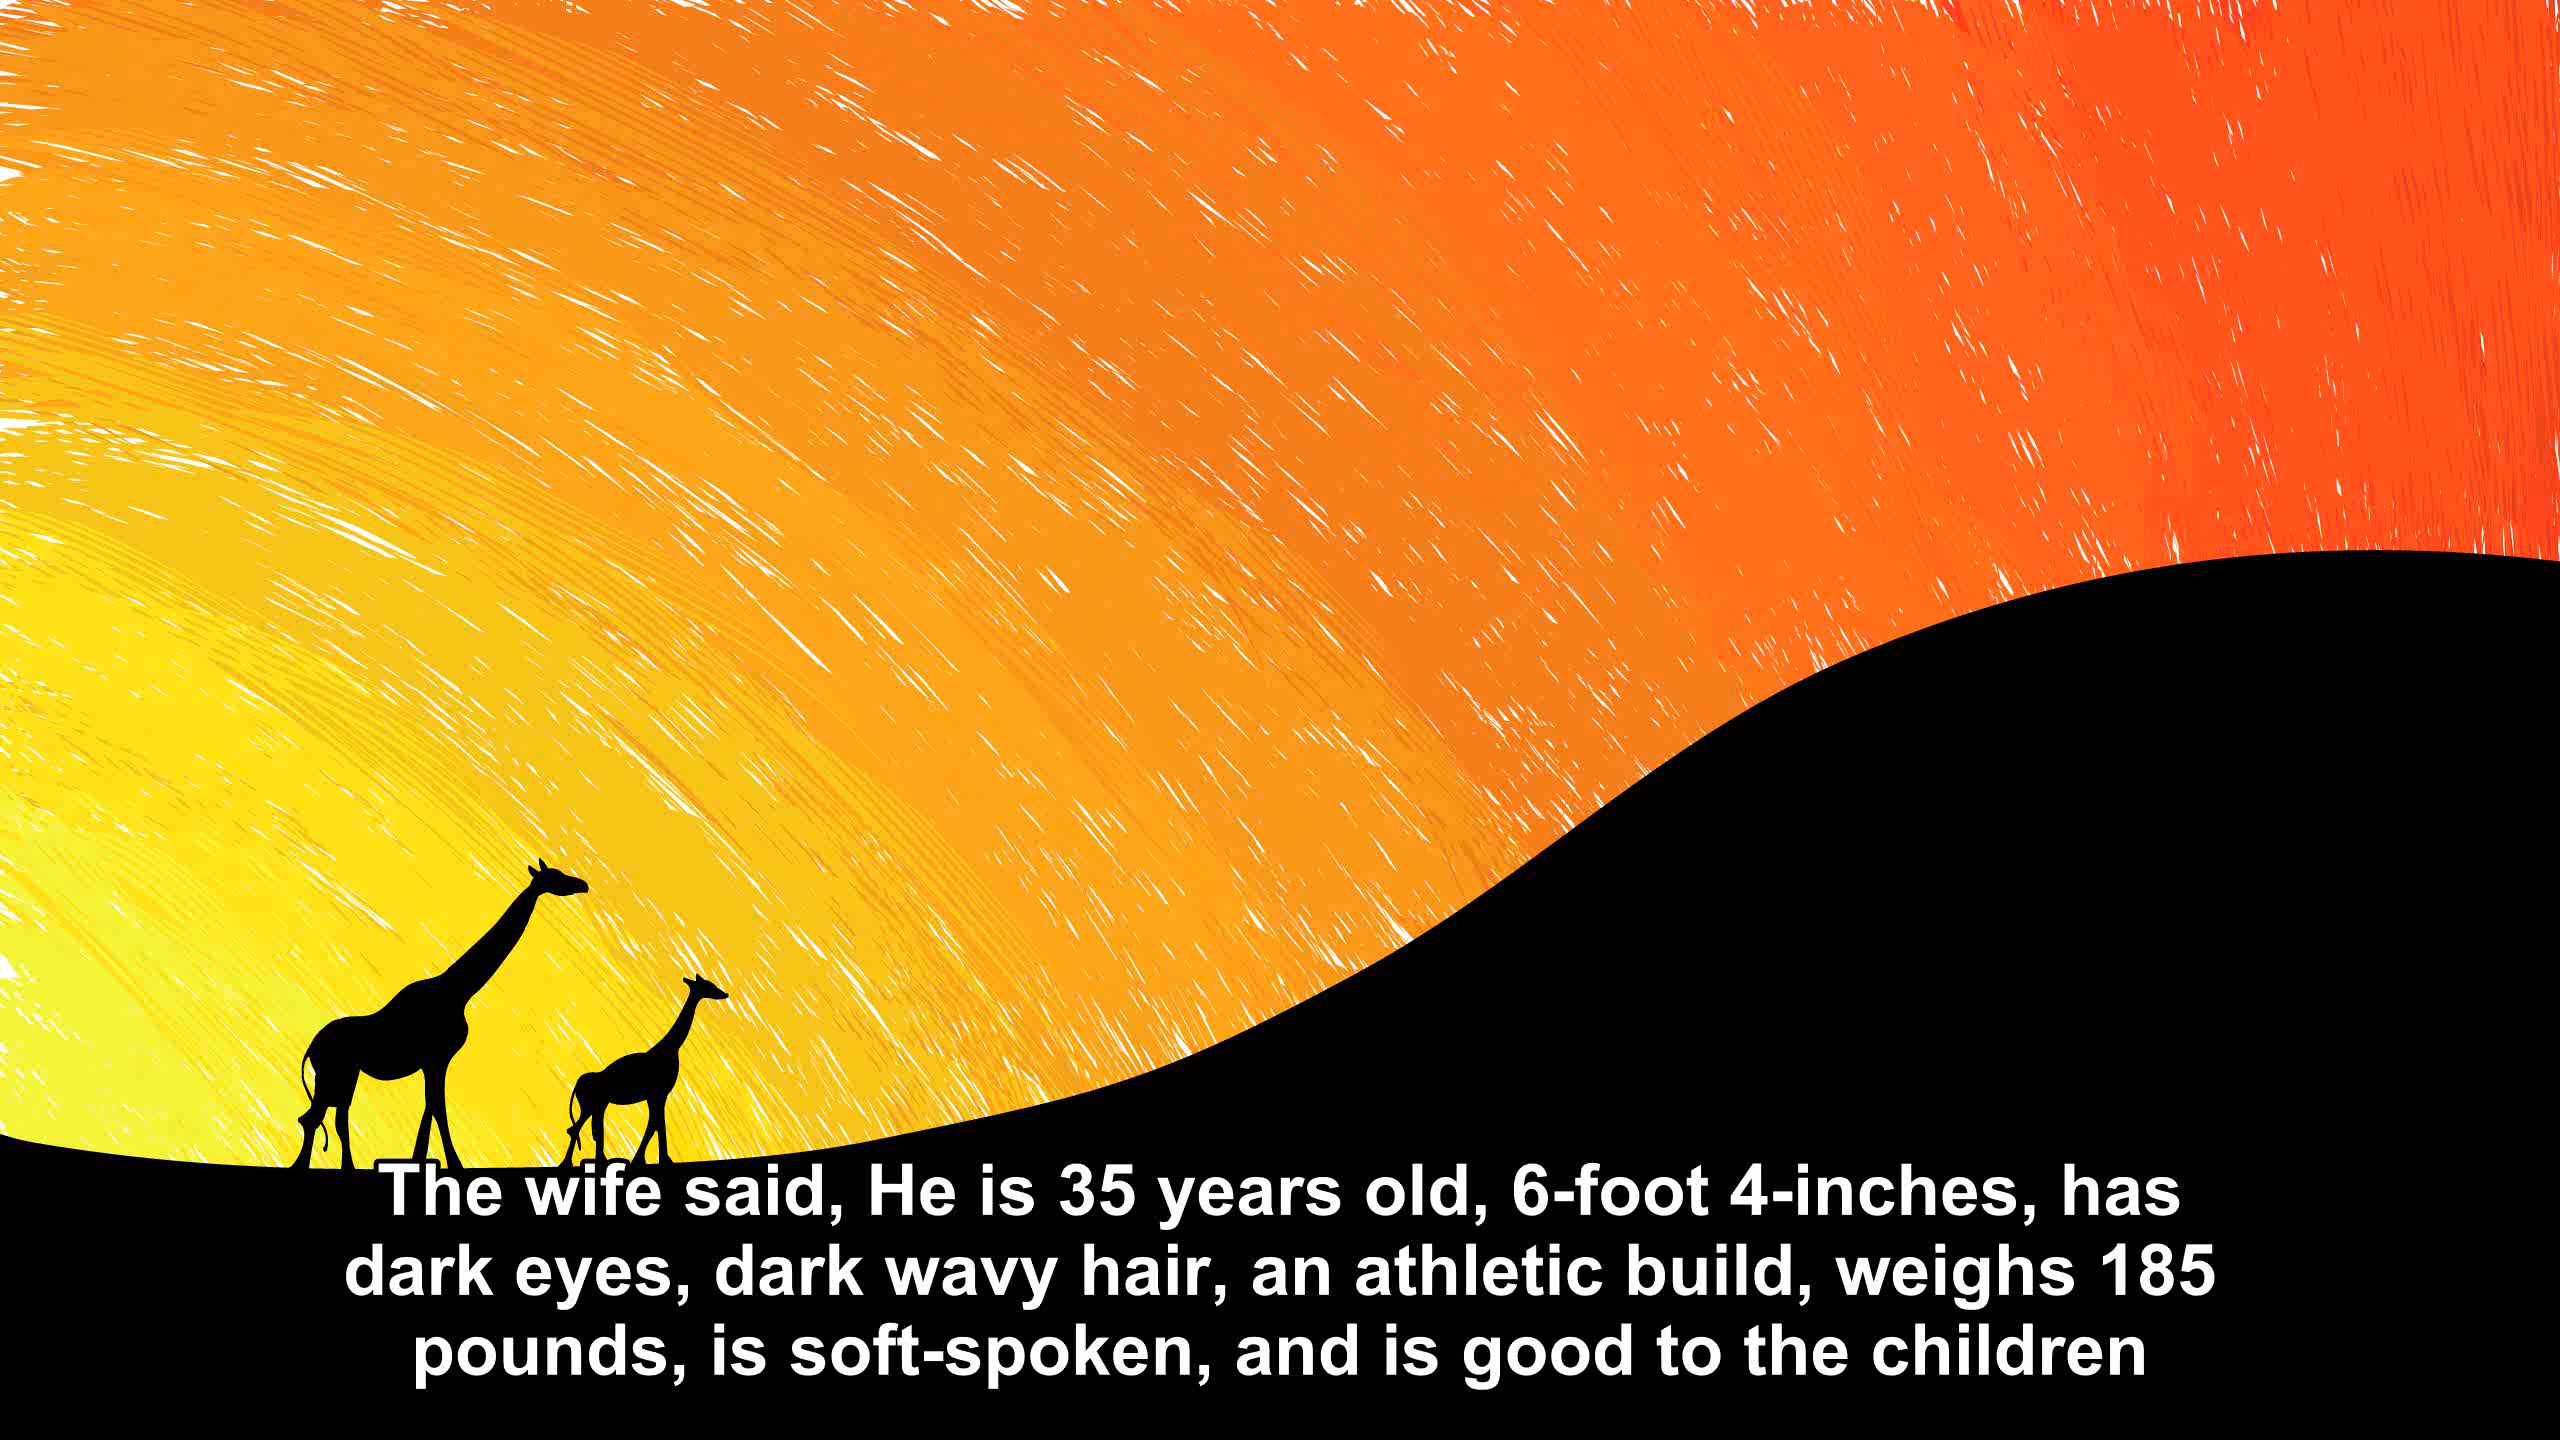 The wife said, He is 35 years old, 6-foot 4-inches, has
dark eyes, dark wavy hair, an athletic build, weighs 185
pounds, is soft-spoken, and is good to the children